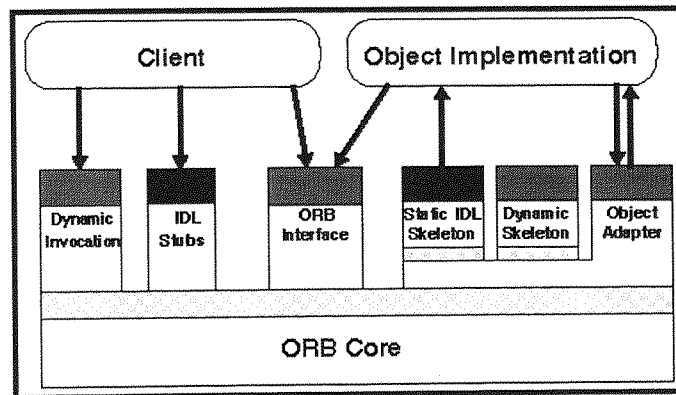 Client
Object Implementation
Dynamic
Invocation
IDL
Stubs
ORB
Interface
Static IDL
Skeleton
Dynamic
Skeleton
Object
Adapter
ORB Core